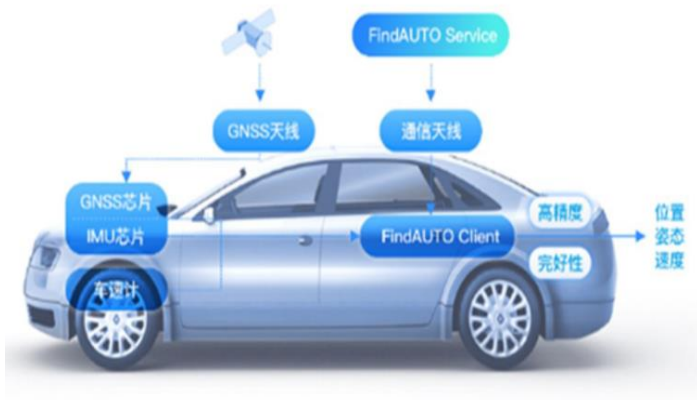 FindAUTO Service
GNSS天线
通信天线
GNSS芯片
IMU芯片
车速计
FindAUTO Client
高精度
完好性
位置
姿态
速度